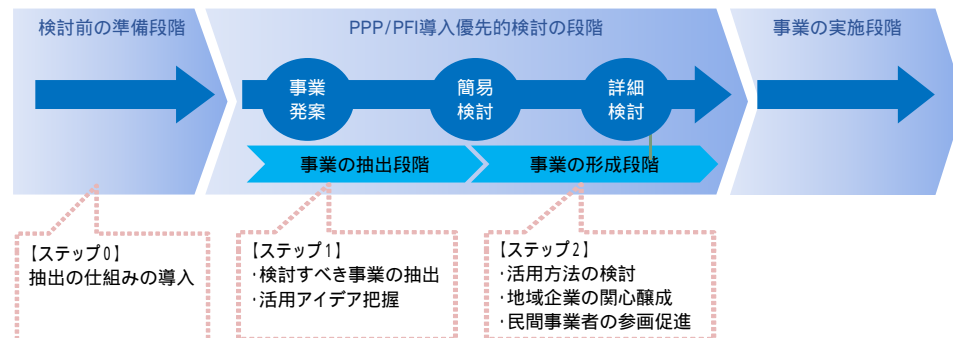 検討前の準備段階
PPP/PFI導入優先的検討の段階
事業の実施段階
事業
発案
簡易
検討
詳細
検討
事業の抽出段階
事業の形成段階
【ステップ0】
抽出の仕組みの導入
【ステップ1】
・検討すべき事業の抽出
・活用アイデア把握
【ステップ2】
・活用方法の検討
・地域企業の関心醸成
・民間事業者の参画促進